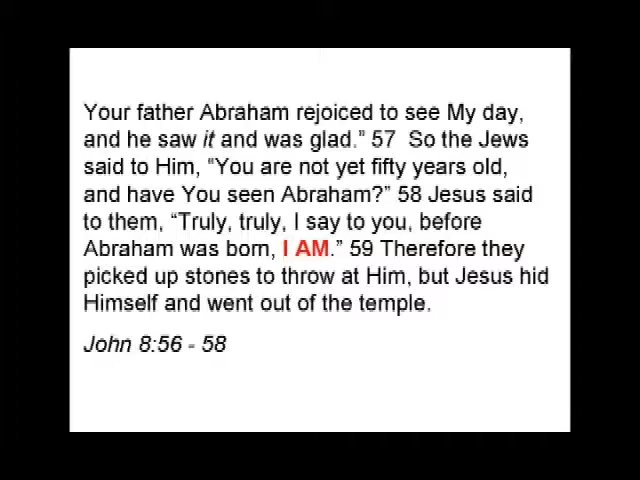 Your father Abraham rejoiced to see My day,
and he saw it and was glad.” 57  So the Jews
said to Him, “You are not yet fifty years old,
and have You seen Abraham?” 58 Jesus said
to them, “Truly, truly, I say to you, before
Abraham was born, I AM.” 59 Therefore they
picked up stones to throw at Him, but Jesus hid
Himself and went out of the temple.
John 8:56 - 58